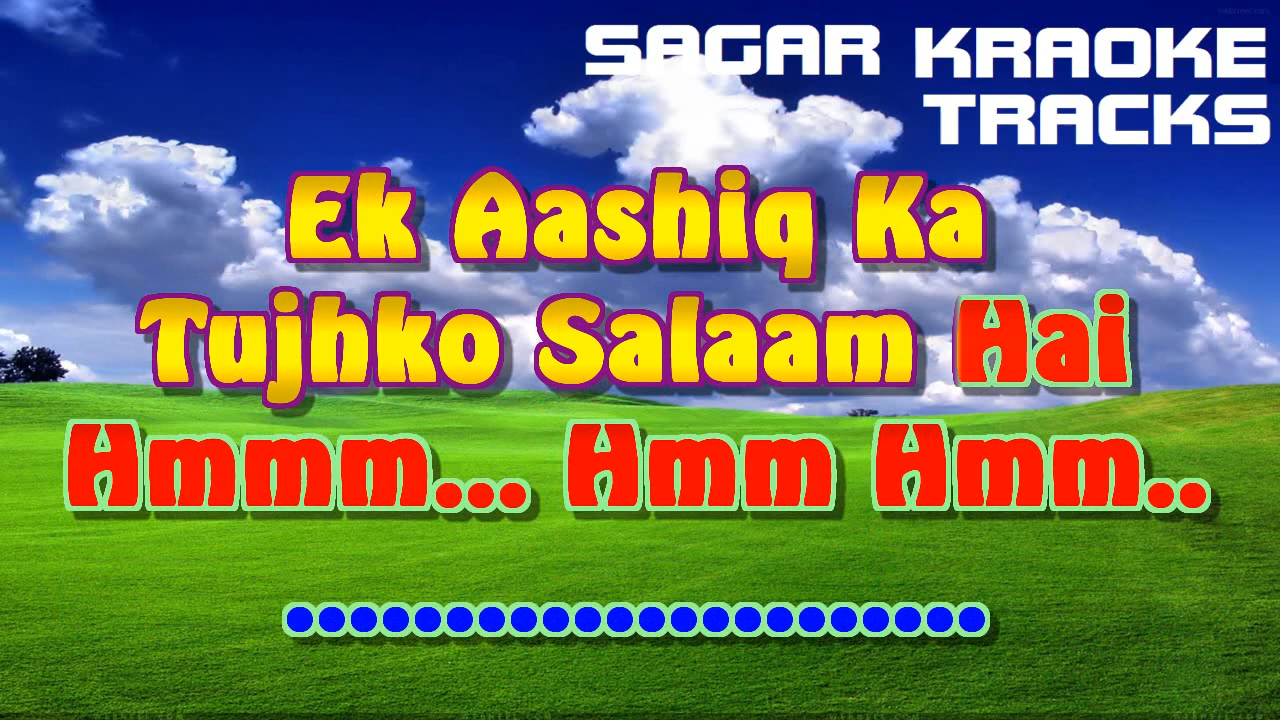 SAGAR KRAOKE
TRACKS
Ek Aashiq Ka
Tujhko Salaam Hai
Hmmm... Hmm Hmm..